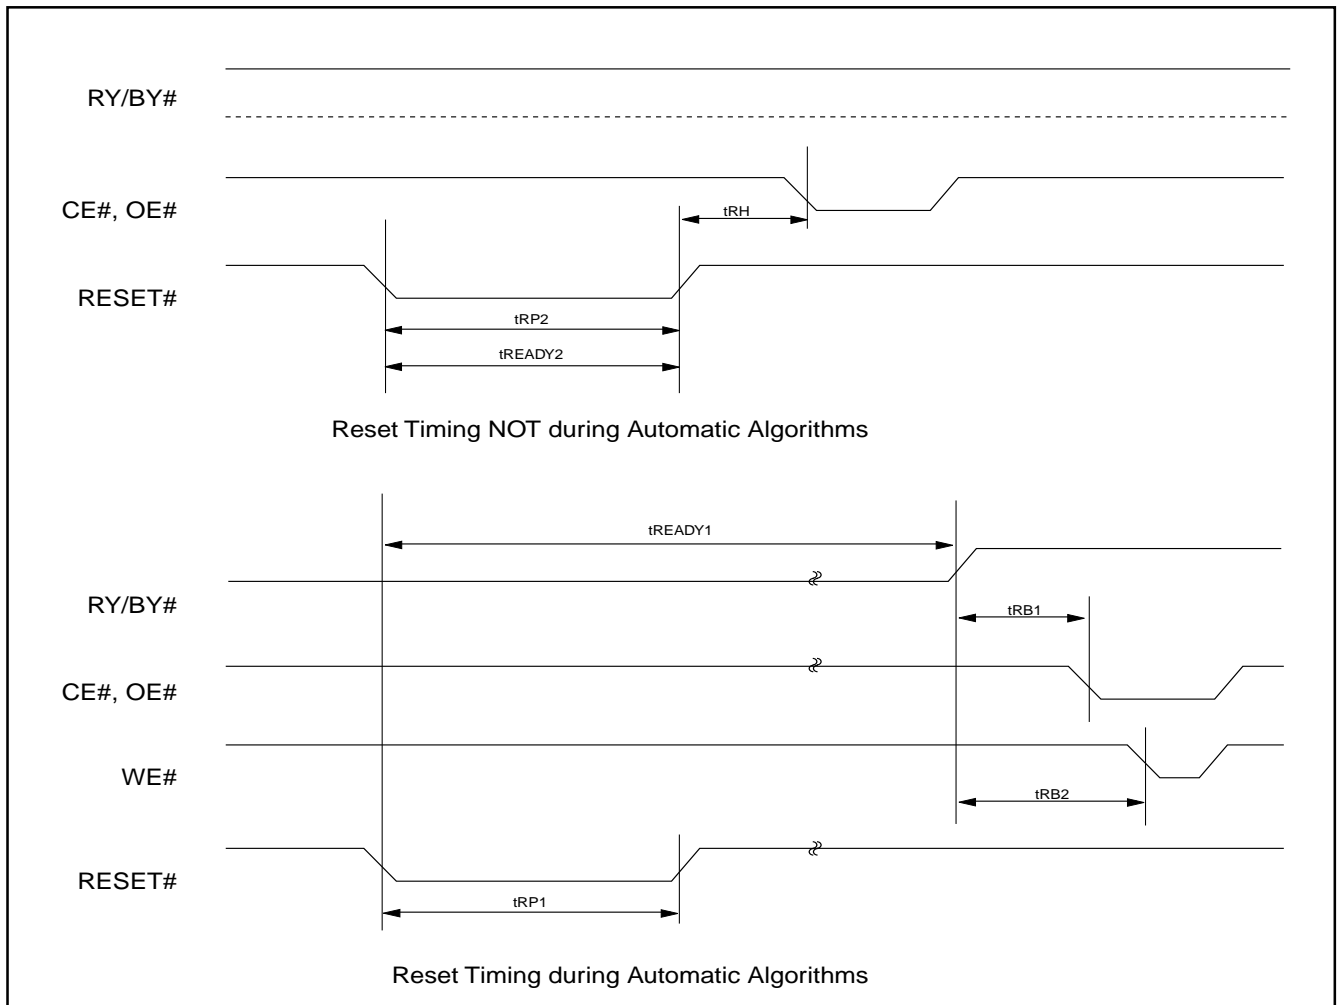 RY/BY#
CE#, OE#
tRH
RESET#
tRP2
tREADY2
Reset Timing NOT during Automatic Algorithms
tREADY1
RY/BY#
tRB1
CE#, OE#
WE#
tRB2
RESET#
tRP1
Reset Timing during Automatic Algorithms